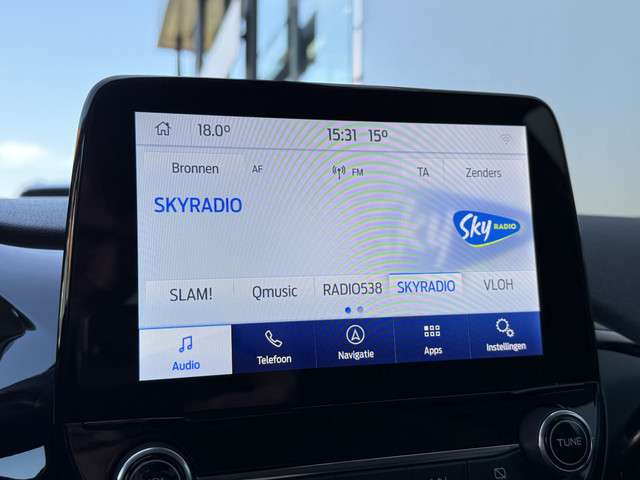 18.0° 15:31 15°
Bronnen AF FM TA Zenders
SKYRADIO
Sky RADIO
SLAM! Qmusic RADIO538 SKYRADIO VLOH
Audio Telefoon Navigatie Apps Instellingen
TUNE